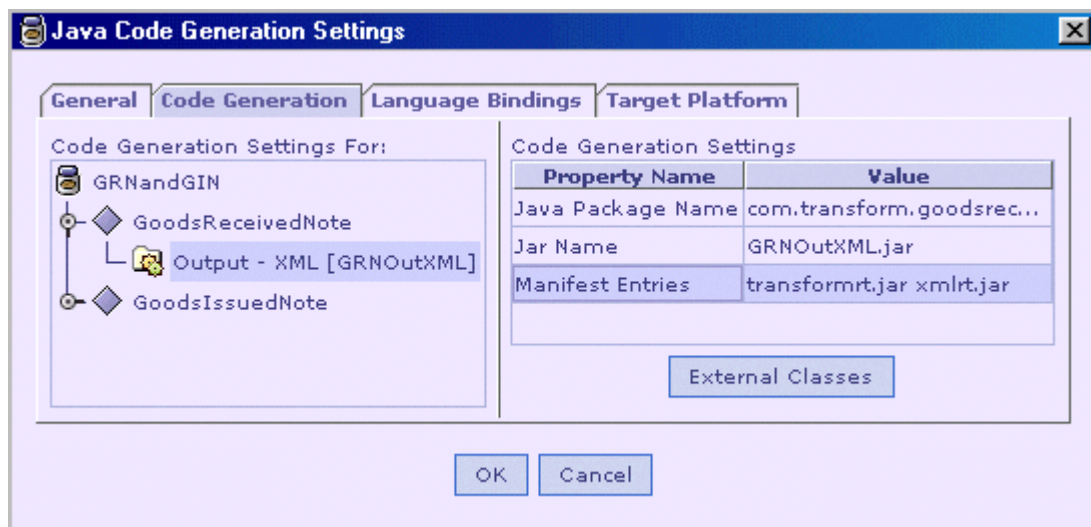 Java Code Generation Settings
General Code Generation Language Bindings Target Platform
Code Generation Settings For:
GRNandGIN
GoodsReceivedNote
Output - XML [GRNOutXML]
GoodsIssuedNote
Code Generation Settings
Property Name Value
Java Package Name com.transform.goodsrec...
Jar Name GRNOutXML.jar
Manifest Entries transformrt.jar xmlrt.jar
External Classes
OK Cancel